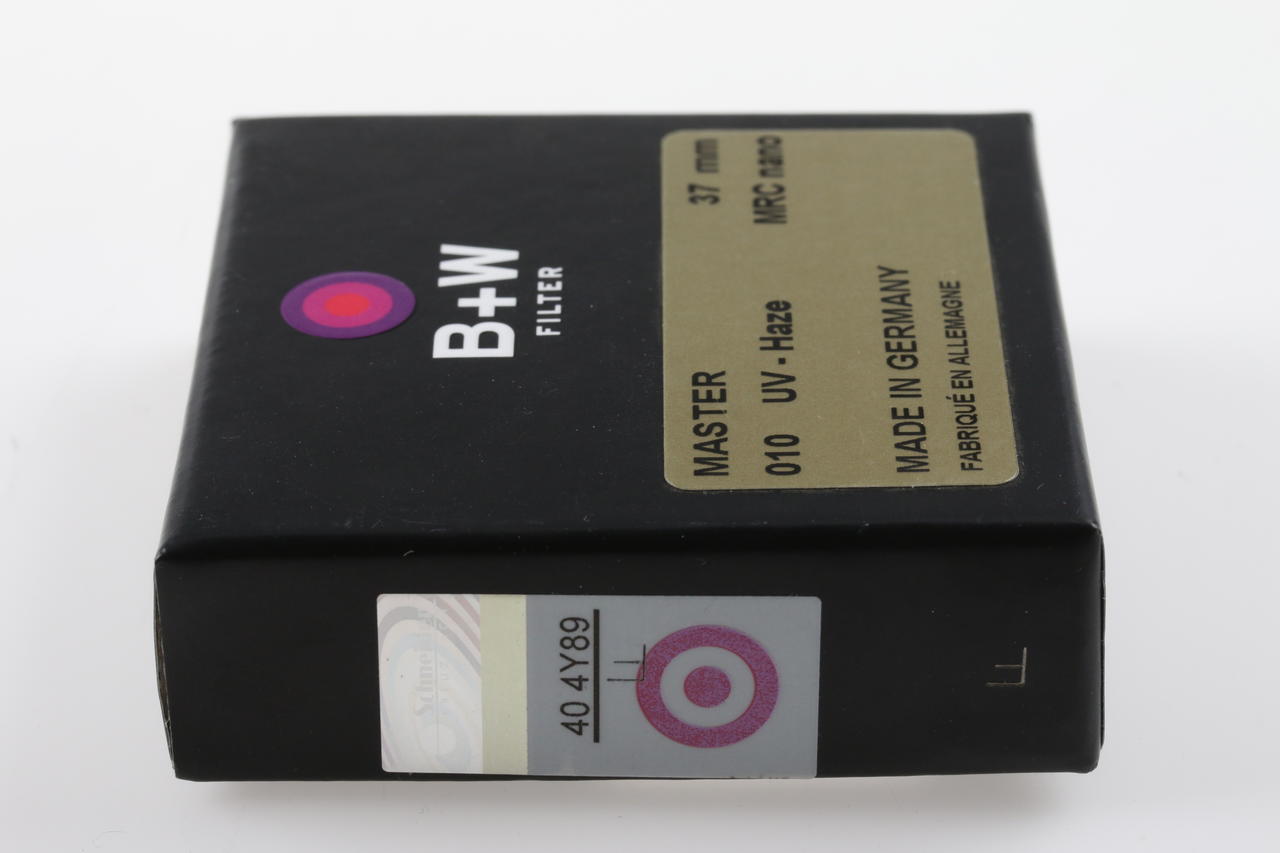 B+W
FILTER
MASTER 37 mm
010 UV - Haze MRC nano
MADE IN GERMANY
FABRIQUÉ EN ALLEMAGNE
40 4Y89